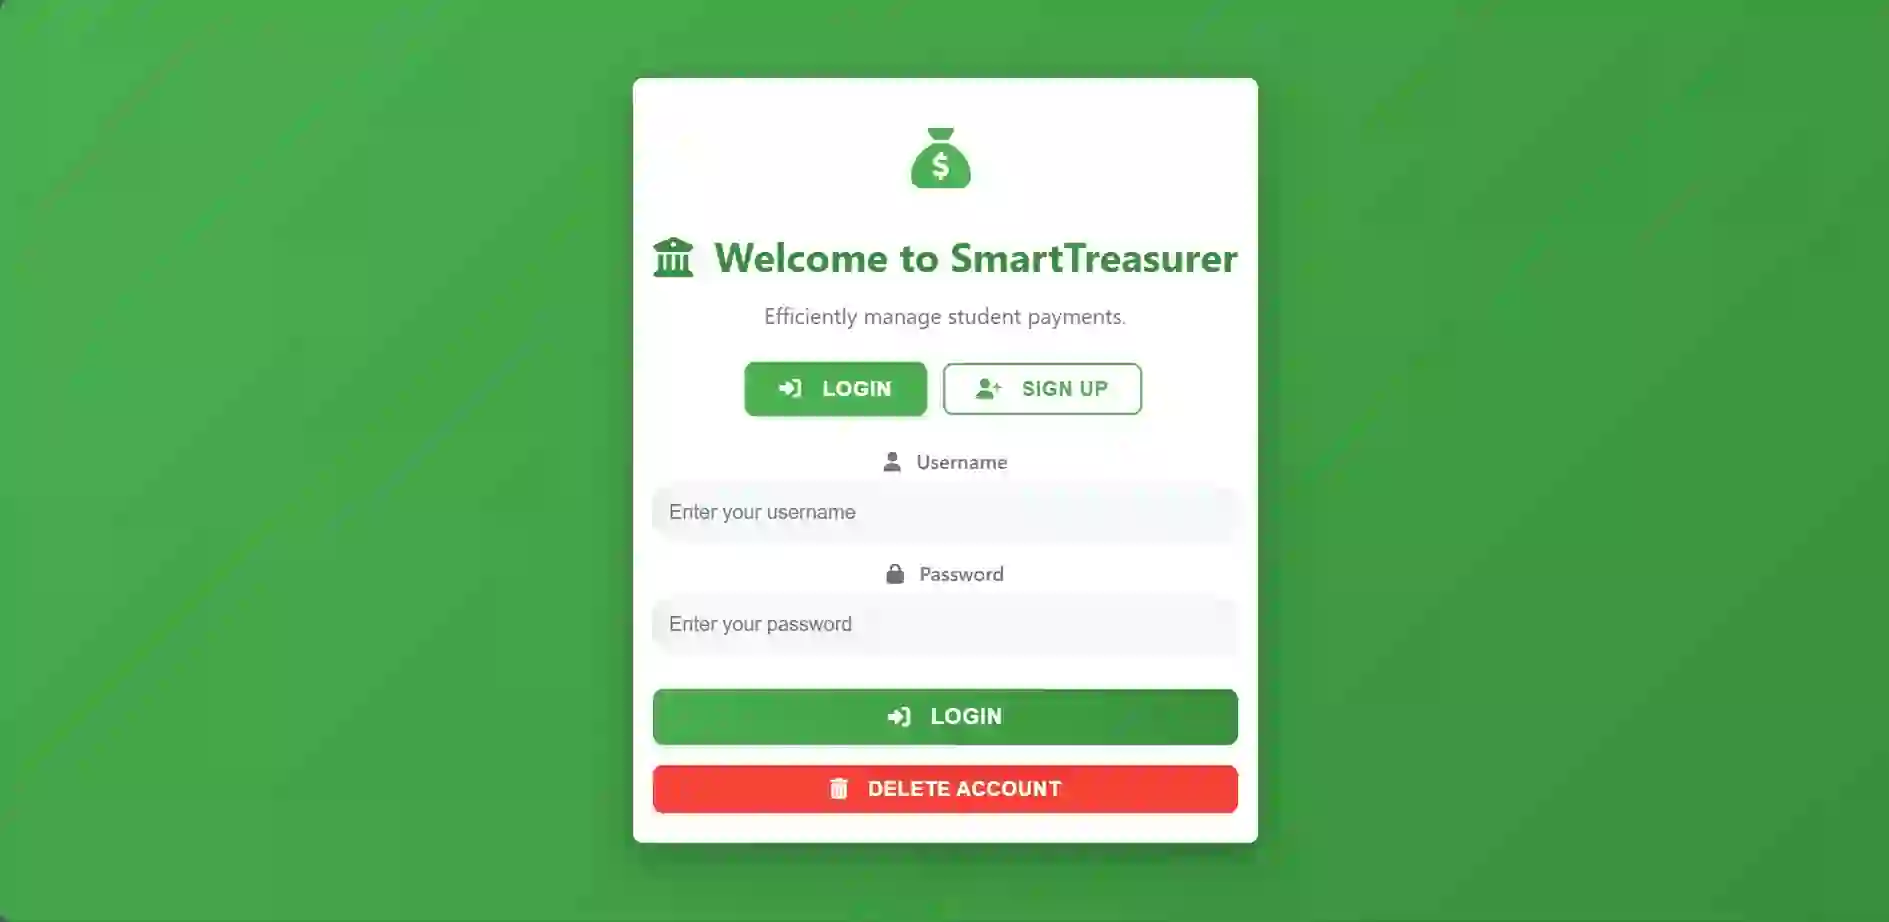 $
Welcome to SmartTreasurer
Efficiently manage student payments.
LOGIN
SIGN UP
Username
Enter your username
Password
Enter your password
LOGIN
DELETE ACCOUNT